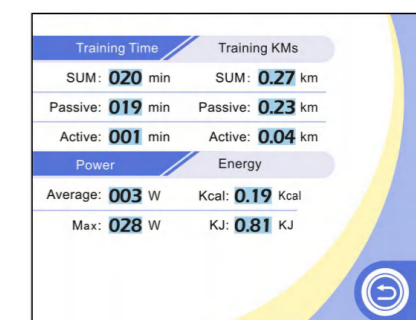 Training Time Training KMs
SUM: 020 min SUM: 0.27 km
Passive: 019 min Passive: 0.23 km
Active: 001 min Active: 0.04 km
Power Energy
Average: 003 W Kcal: 0.19 Kcal
Max: 028 W KJ: 0.81 KJ